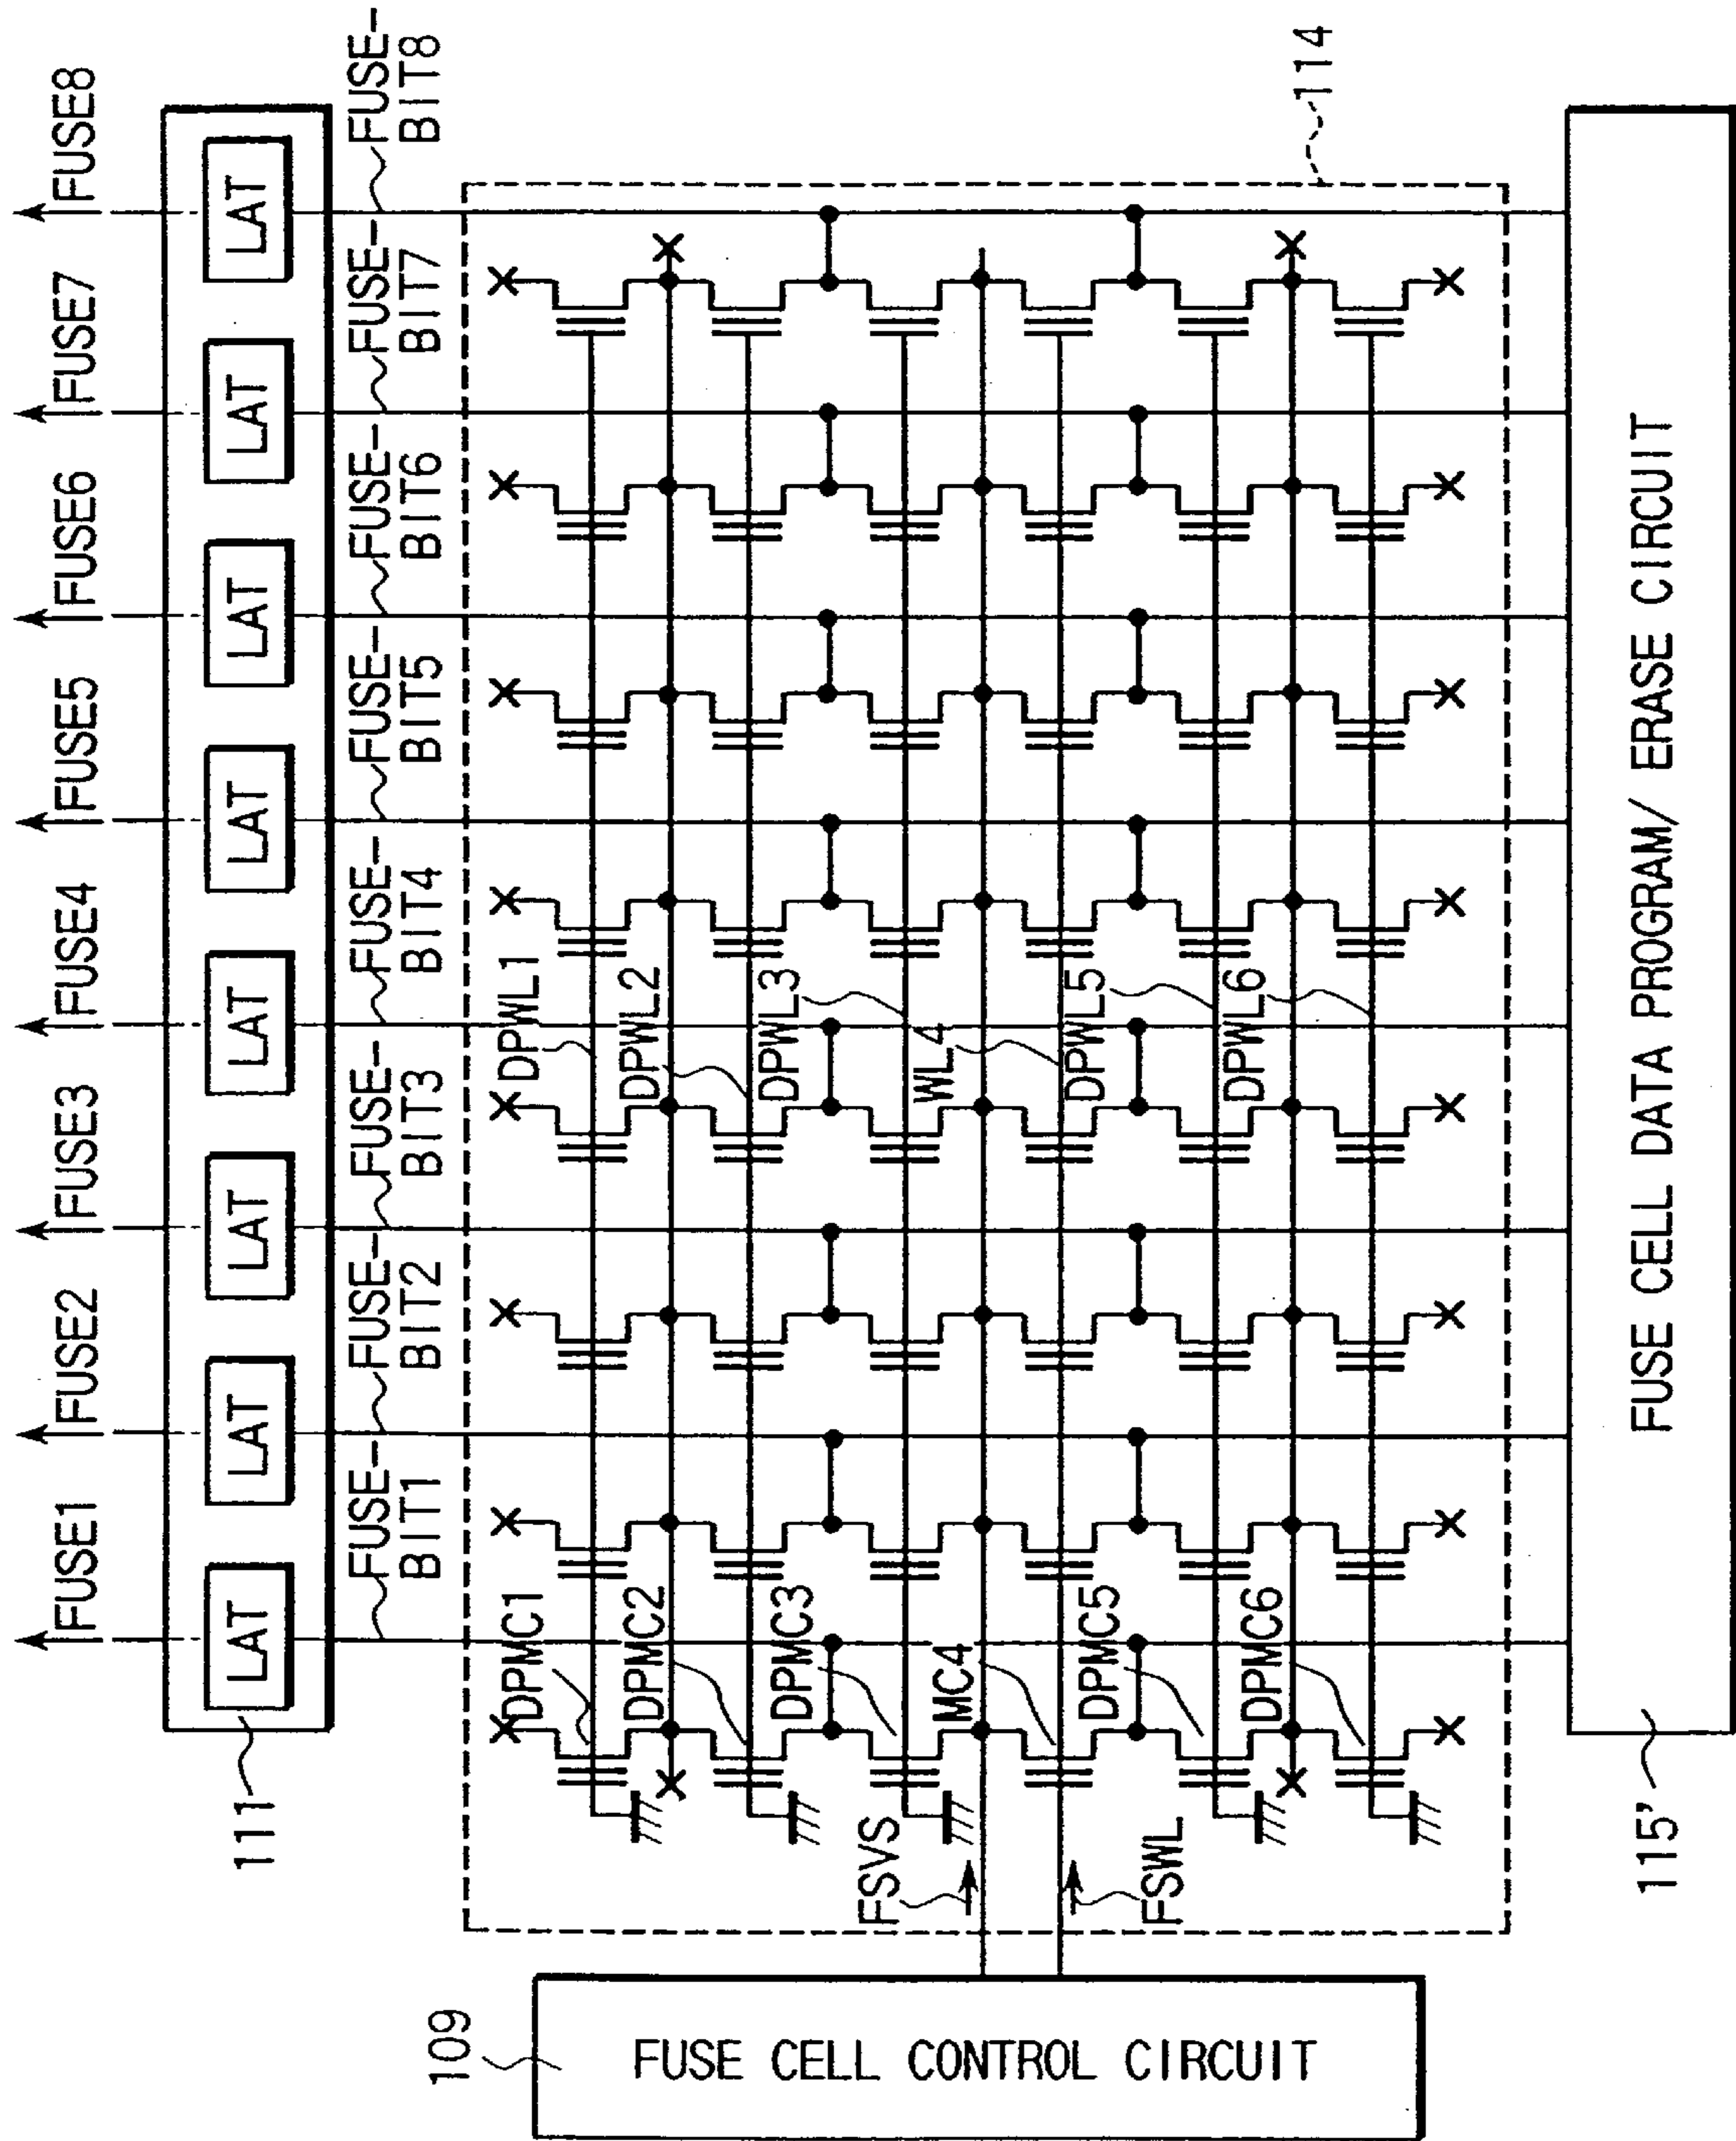 FUSE1
FUSE2
FUSE3
FUSE4
FUSE5
FUSE6
FUSE7
FUSE8
LAT
LAT
LAT
LAT
LAT
LAT
LAT
LAT
111
FUSE-
BIT1
FUSE-
BIT2
FUSE-
BIT3
FUSE-
BIT4
FUSE-
BIT5
FUSE-
BIT6
FUSE-
BIT7
FUSE-
BIT8
DPMC1
DPWL1
DPMC2
DPWL2
DPMC3
DPWL3
FSVS
MC4
WL4
FSWL
DPMC5
DPWL5
DPMC6
DPWL6
114
109
FUSE CELL CONTROL CIRCUIT
115'
FUSE CELL DATA PROGRAM/ ERASE CIRCUIT